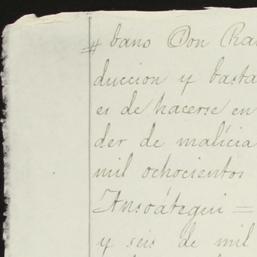 # bano Don Ra
duccion y basta
es de hacerse en
der de malicia
mil ochocientos
Ansoátegui =
y seis de mil